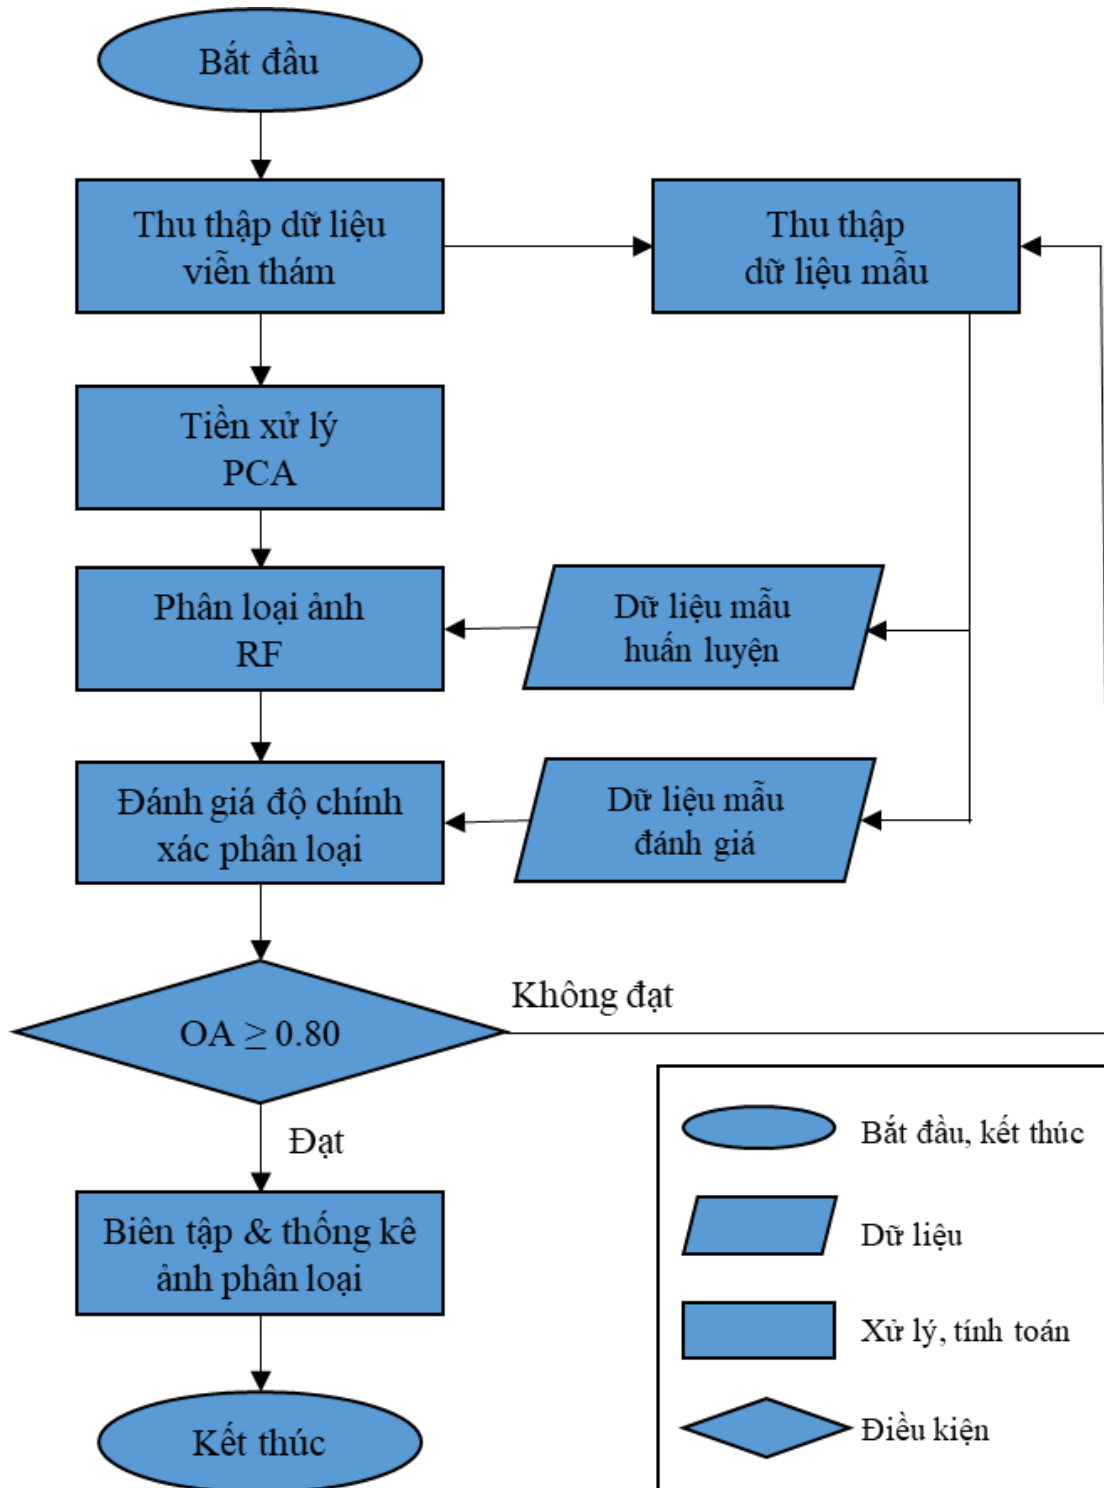 Bắt đầu
Thu thập dữ liệu
viễn thám
Thu thập
dữ liệu mẫu
Tiền xử lý
PCA
Phân loại ảnh
RF
Dữ liệu mẫu
huấn luyện
Đánh giá độ chính
xác phân loại
Dữ liệu mẫu
đánh giá
OA ≥ 0.80
Không đạt
Đạt
Biên tập & thống kê
ảnh phân loại
Kết thúc
Bắt đầu, kết thúc
Dữ liệu
Xử lý, tính toán
Điều kiện